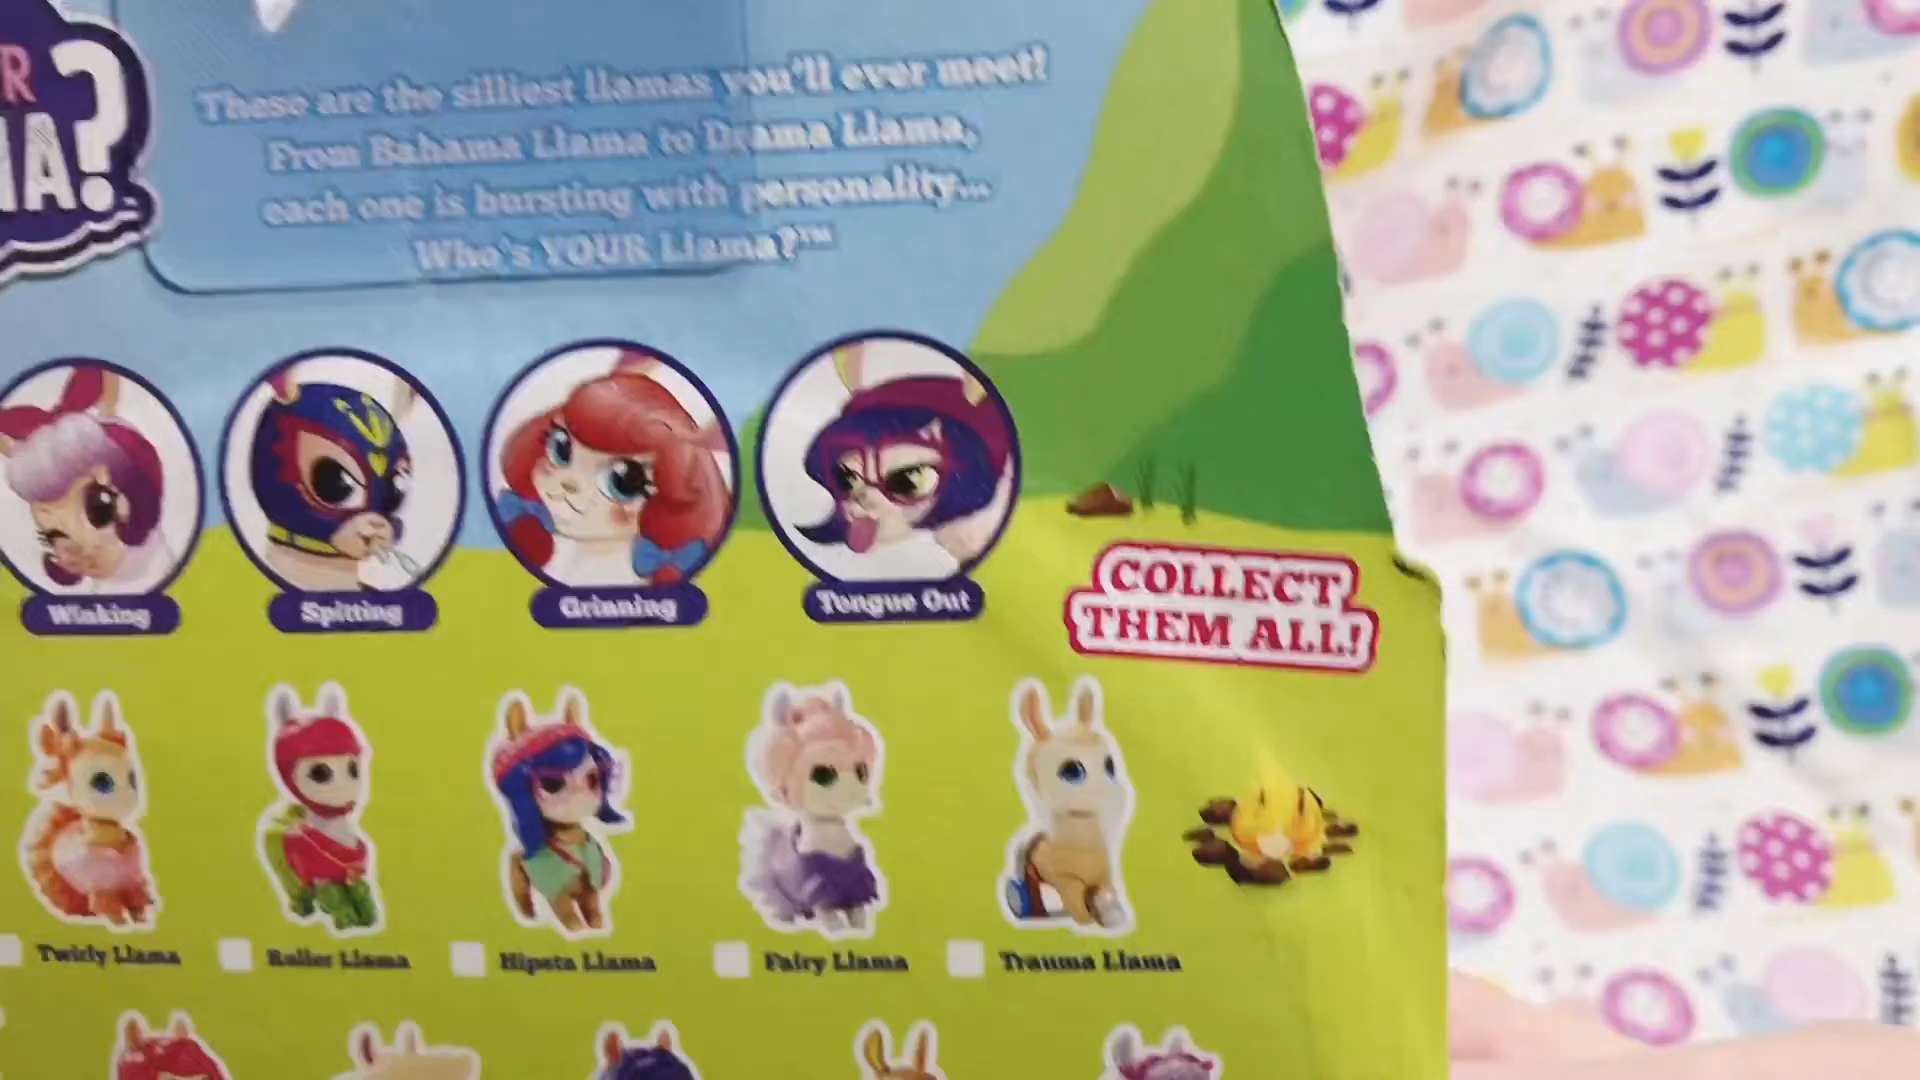 R
MA?
These are the silliest llamas you'll ever meet!
From Bahama Llama to Drama Llama,
each one is bursting with personality...
Who's YOUR Llama?™
Winking
Spitting
Grinning
Tongue Out
COLLECT
THEM ALL!
Twirly Llama
Roller Llama
Hipsta Llama
Fairy Llama
Trauma Llama